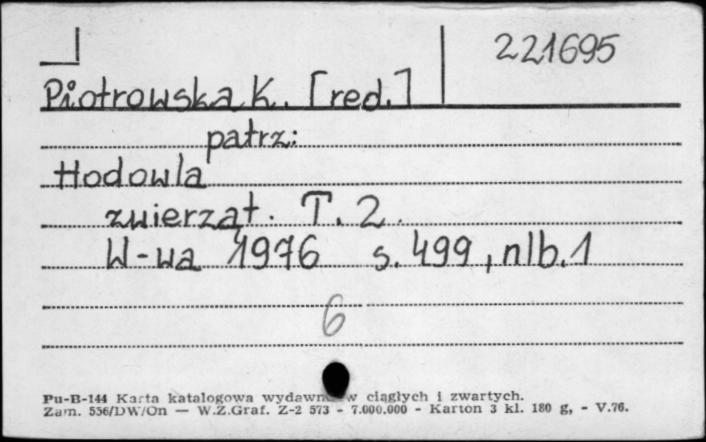 221695
Piotrowska K. [red.]
patrz:
Hodowla
zwierząt. T. 2.
W-wa 1976 s. 499, nlb. 1
6
Pu-B-144 Karta katalogowa ciągłych i zwartych.
Zam. 556/DW/On — W.Z.Graf. Z-2 573 - 7.000.000 - Karton 3 kl. 180 g, - V.76.